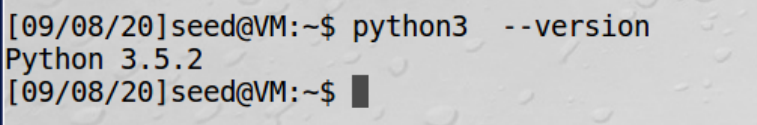 [09/08/20]seed@VM:~$ python3  --version
Python 3.5.2
[09/08/20]seed@VM:~$